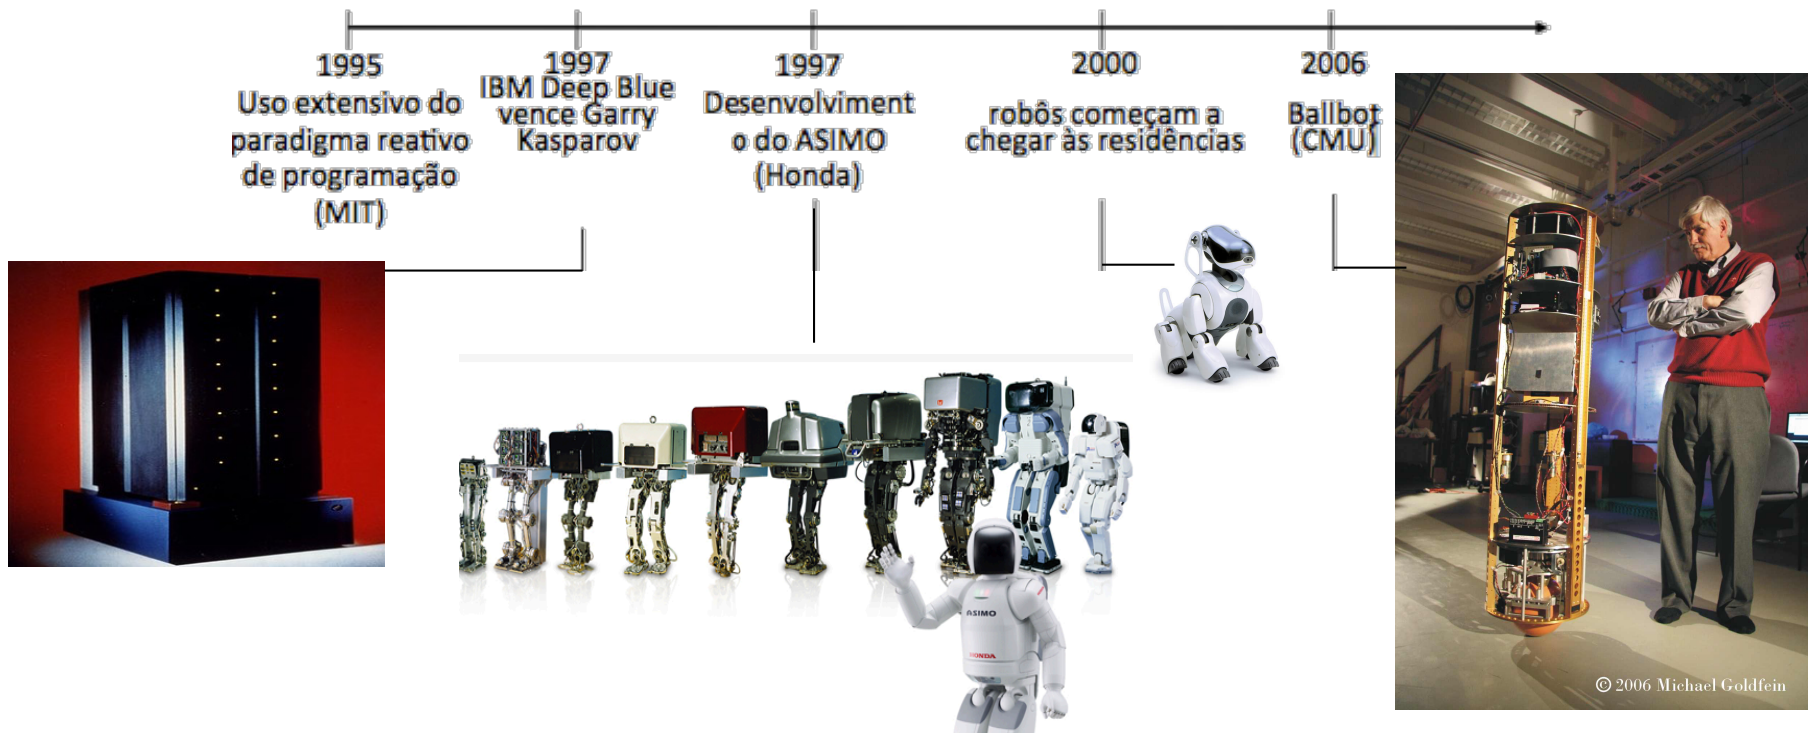 1995
Uso extensivo do
paradigma reativo
de programação
(MIT)
1997
IBM Deep Blue
vence Garry
Kasparov
1997
Desenvolviment
o do ASIMO
(Honda)
2000
robôs começam a
chegar às residências
2006
Ballbot
(CMU)
ASIMO
HONDA
© 2006 Michael Goldfein